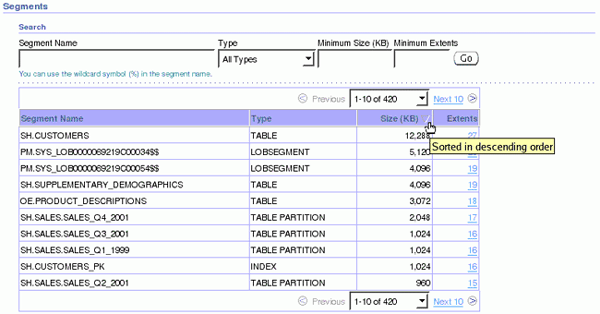 Segments
Search
Segment Name Type Minimum Size (KB) Minimum Extents
All Types Go
You can use the wildcard symbol (%) in the segment name.
Previous 1-10 of 420 Next 10
Segment Name Type Size (KB) Extents
SH.CUSTOMERS TABLE 12,288 27
Sorted in descending order
PM.SYS_LOB0000069219C00034$$ LOBSEGMENT 5,120
PM.SYS_LOB0000069219C00054$$ LOBSEGMENT 4,096 19
SH.SUPPLEMENTARY_DEMOGRAPHICS TABLE 4,096 19
OE.PRODUCT_DESCRIPTIONS TABLE 3,072 18
SH.SALES.SALES_Q4_2001 TABLE PARTITION 2,048 17
SH.SALES.SALES_Q3_2001 TABLE PARTITION 1,024 16
SH.SALES.SALES_Q1_1999 TABLE PARTITION 1,024 16
SH.CUSTOMERS_PK INDEX 1,024 16
SH.SALES.SALES_Q2_2001 TABLE PARTITION 960 15
Previous 1-10 of 420 Next 10